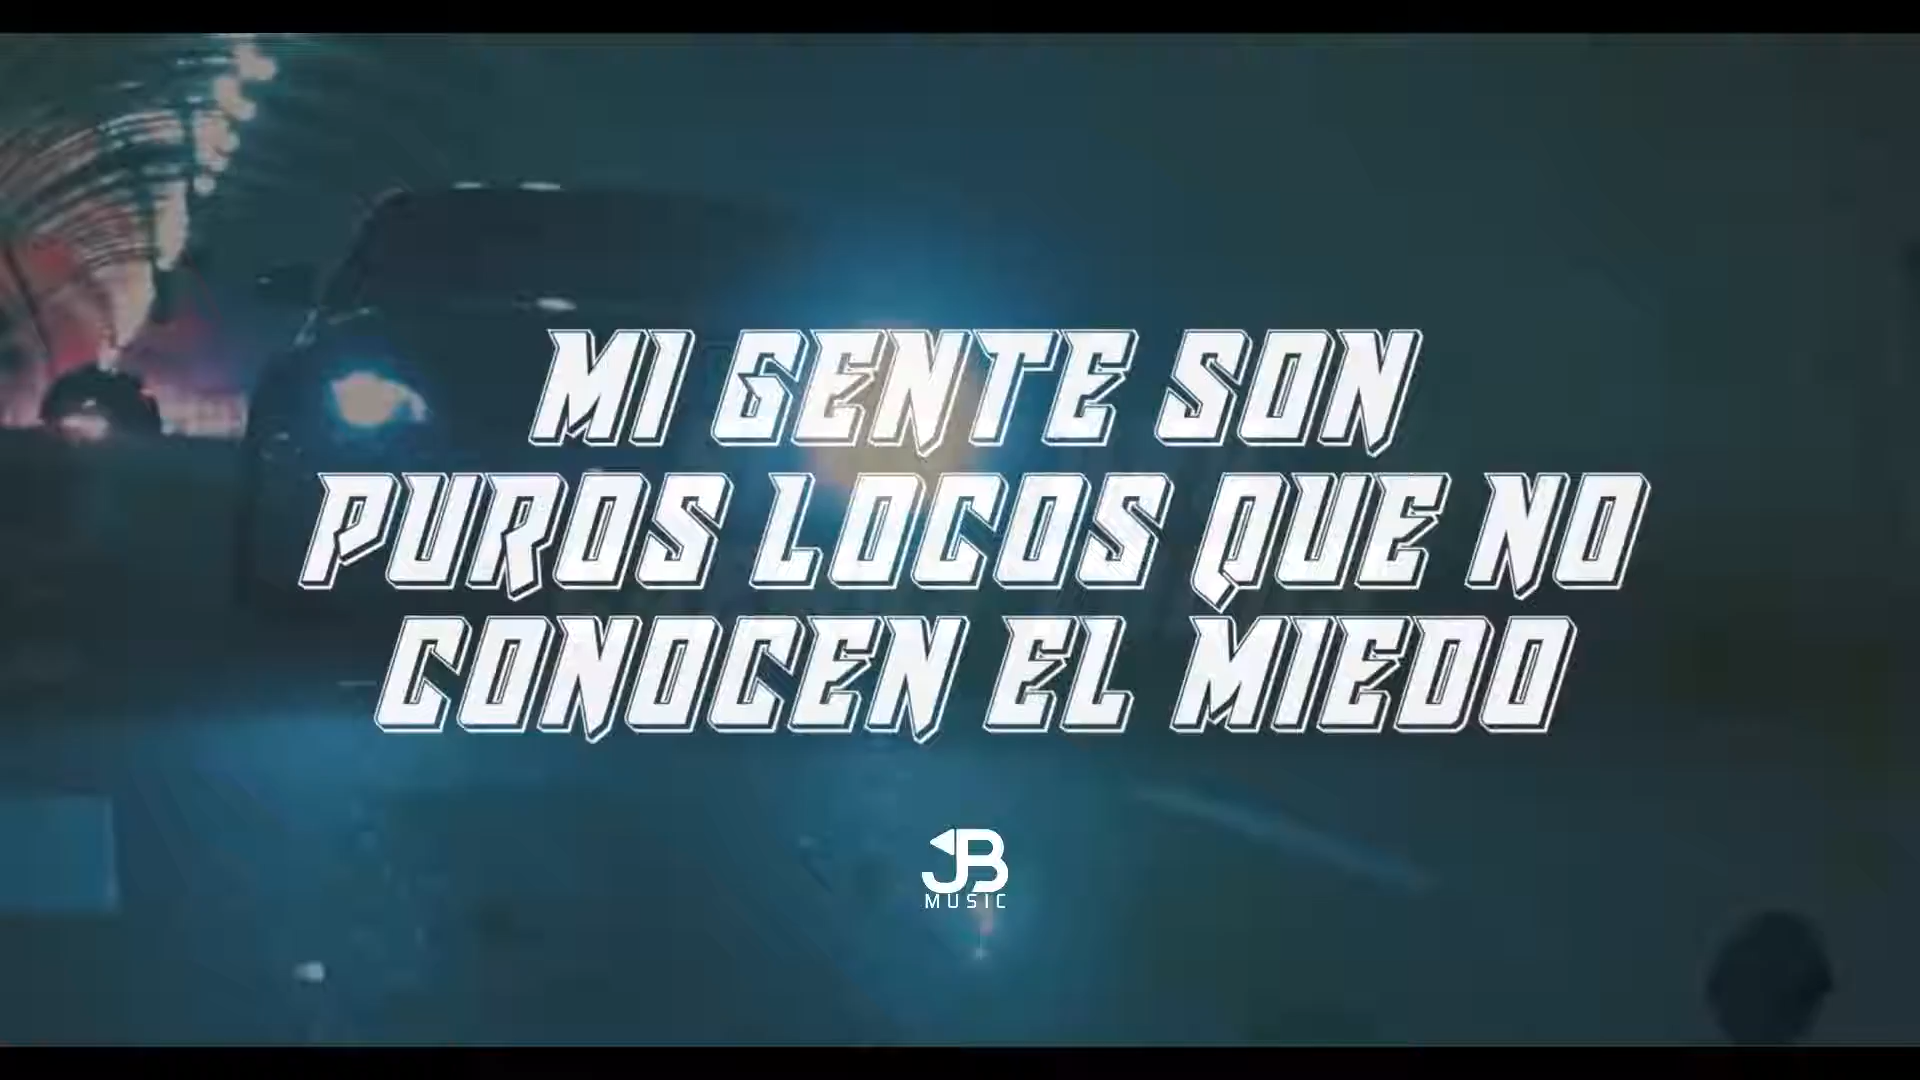 MI GENTE SON
PUROS LOCOS QUE NO
CONOCEN EL MIEDO
JB
MUSIC